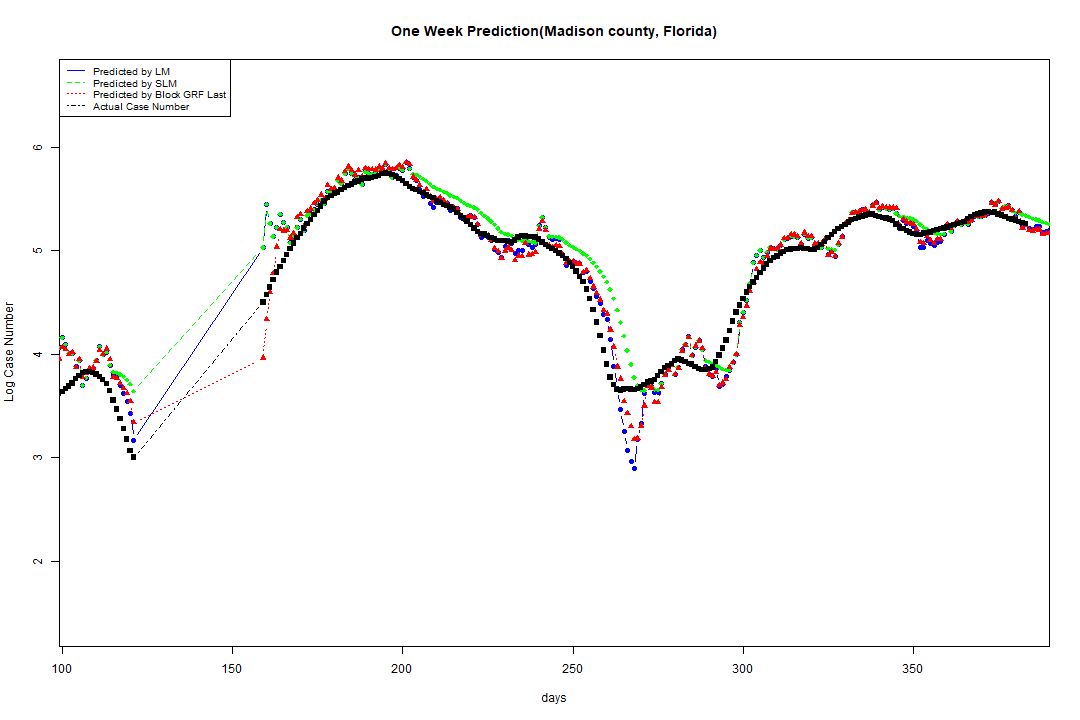 One Week Prediction(Madison county, Florida)
Predicted by LM
Predicted by SLM
Predicted by Block GRF Last
Actual Case Number
6
5
4
3
2
Log Case Number
100 150 200 250 300 350
days